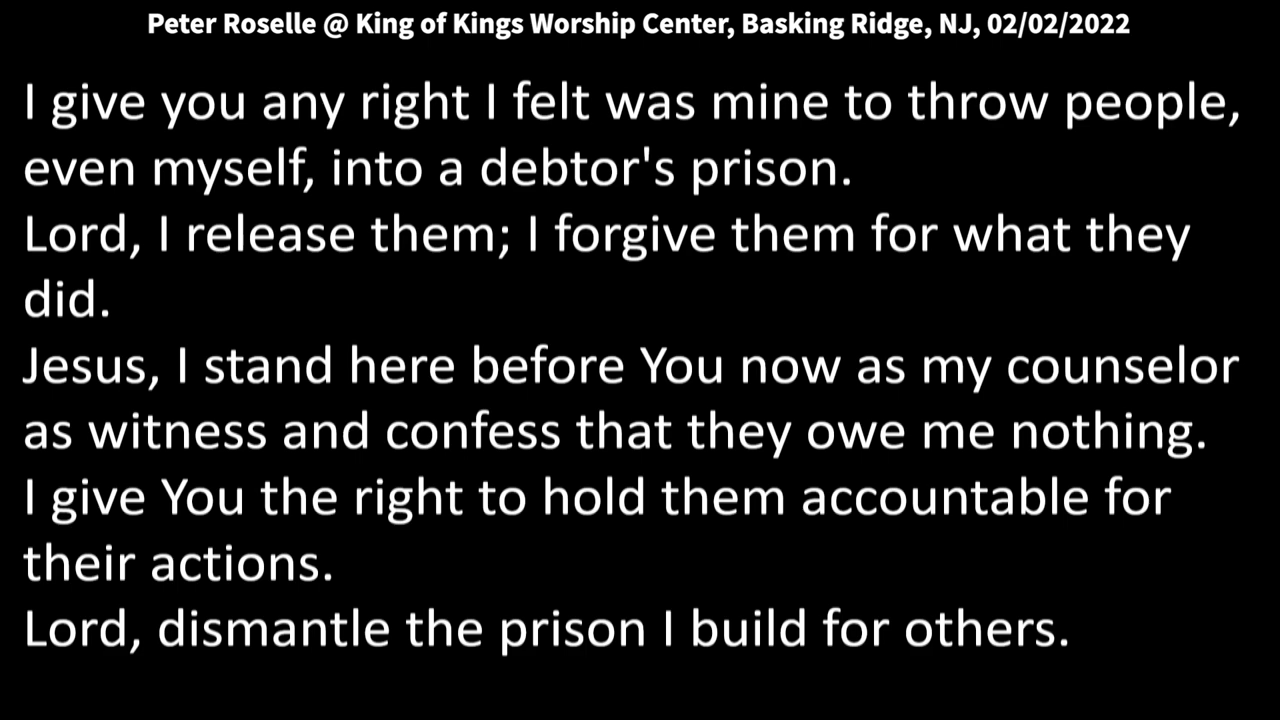 Peter Roselle @ King of Kings Worship Center, Basking Ridge, NJ, 02/02/2022
I give you any right I felt was mine to throw people,
even myself, into a debtor's prison.
Lord, I release them; I forgive them for what they
did.
Jesus, I stand here before You now as my counselor
as witness and confess that they owe me nothing.
I give You the right to hold them accountable for
their actions.
Lord, dismantle the prison I build for others.